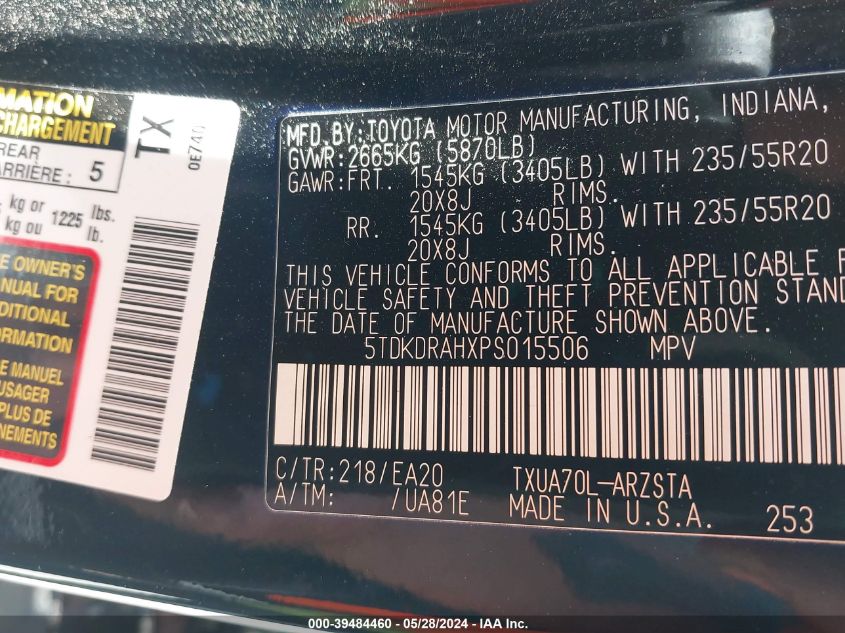 MATION
CHARGEMENT
REAR
ARRIÈRE : 5
kg or 1225 lbs.
kg ou lb.
E OWNER'S
ANUAL FOR
DITIONAL
ORMATION
E MANUEL
USAGER
PLUS DE
NEMENTS
TX
0E740
MFD.BY:TOYOTA MOTOR MANUFACTURING, INDIANA,
GVWR:2665KG (5870LB)
GAWR:FRT. 1545KG (3405LB) WITH 235/55R20
20X8J RIMS.
RR. 1545KG (3405LB) WITH 235/55R20
20X8J RIMS.
THIS VEHICLE CONFORMS TO ALL APPLICABLE F
VEHICLE SAFETY AND THEFT PREVENTION STAND
THE DATE OF MANUFACTURE SHOWN ABOVE.
5TDKDRAHXPS015506 MPV
C/TR:218/EA20 TXUA70L-ARZSTA
A/TM: /UA81E MADE IN U.S.A. 253
000-39484460 - 05/28/2024 - IAAI Inc.